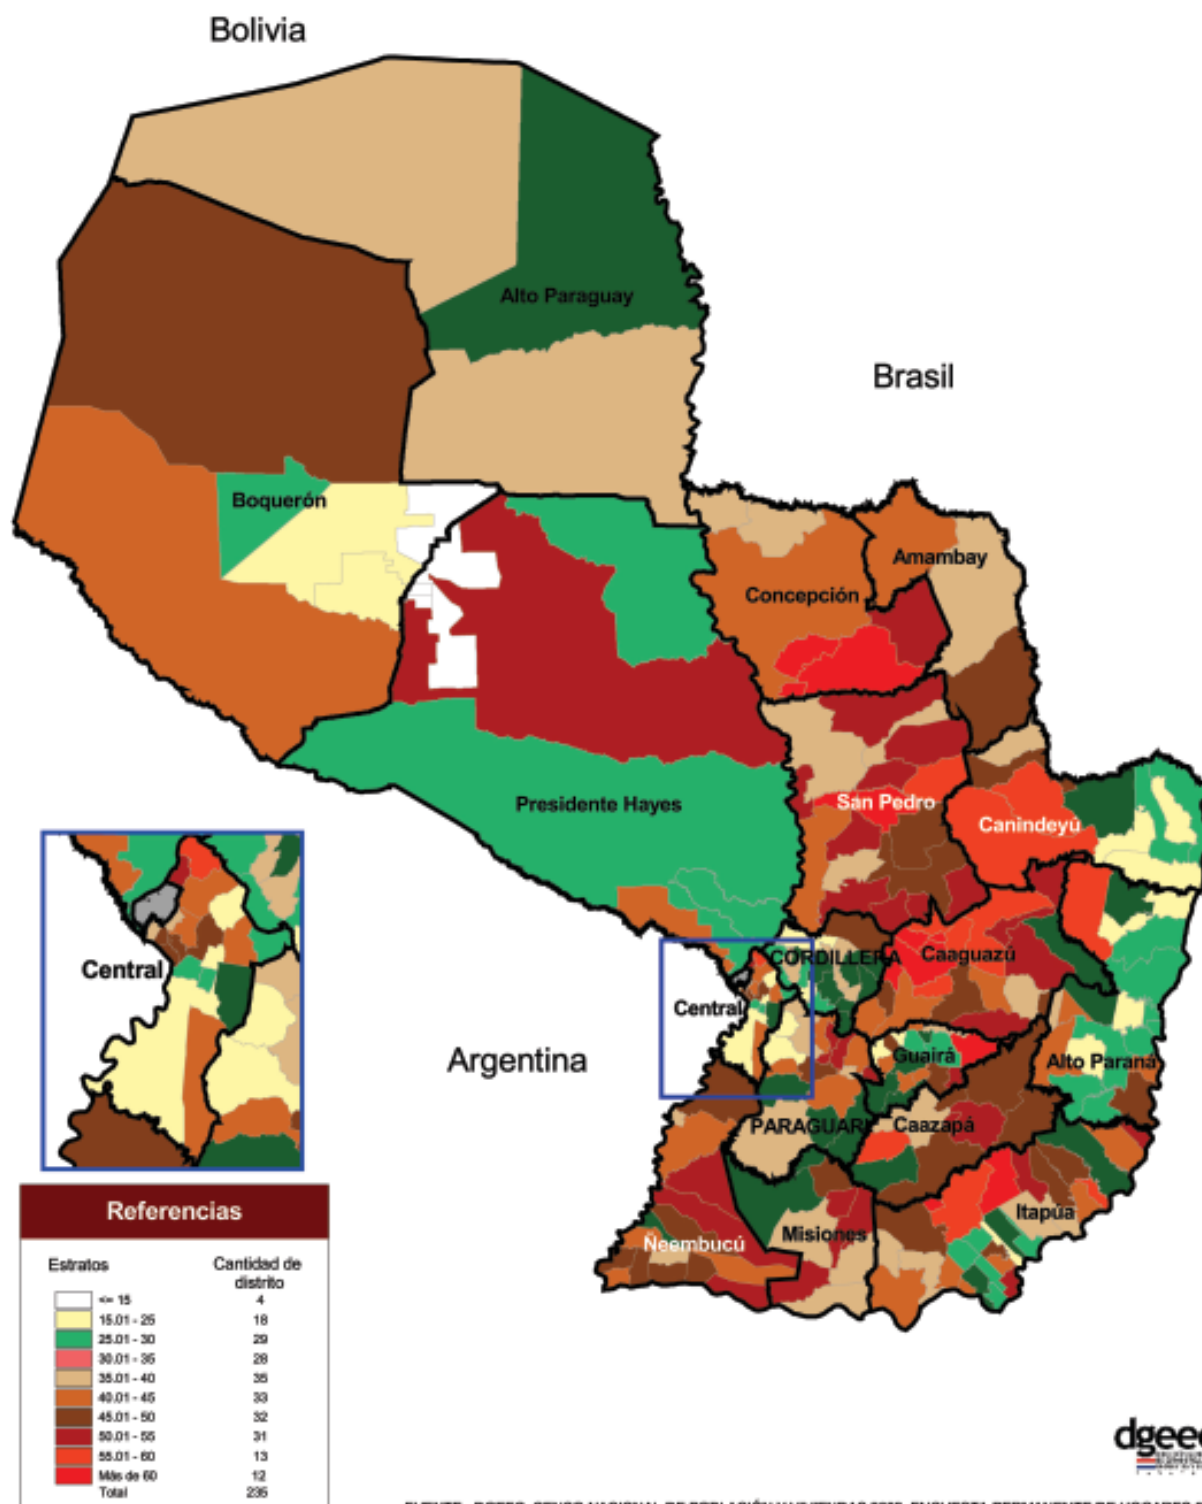 Bolivia
Alto Paraguay
Brasil
Boquerón
Amambay
Concepción
Presidente Hayes
San Pedro
Canindeyú
CORDILLERA
Caaguazú
Central
Central
Argentina
Guairá
Alto Paraná
PARAGUARI
Caazapá
Misiones
Itapúa
Ñeembucú
Referencias
Estratos Cantidad de
distrito
<= 15 4
15.01 - 25 18
25.01 - 30 29
30.01 - 35 28
35.01 - 40 35
40.01 - 45 33
45.01 - 50 32
50.01 - 55 31
55.01 - 60 13
Más de 60 12
Total 235
dgeec